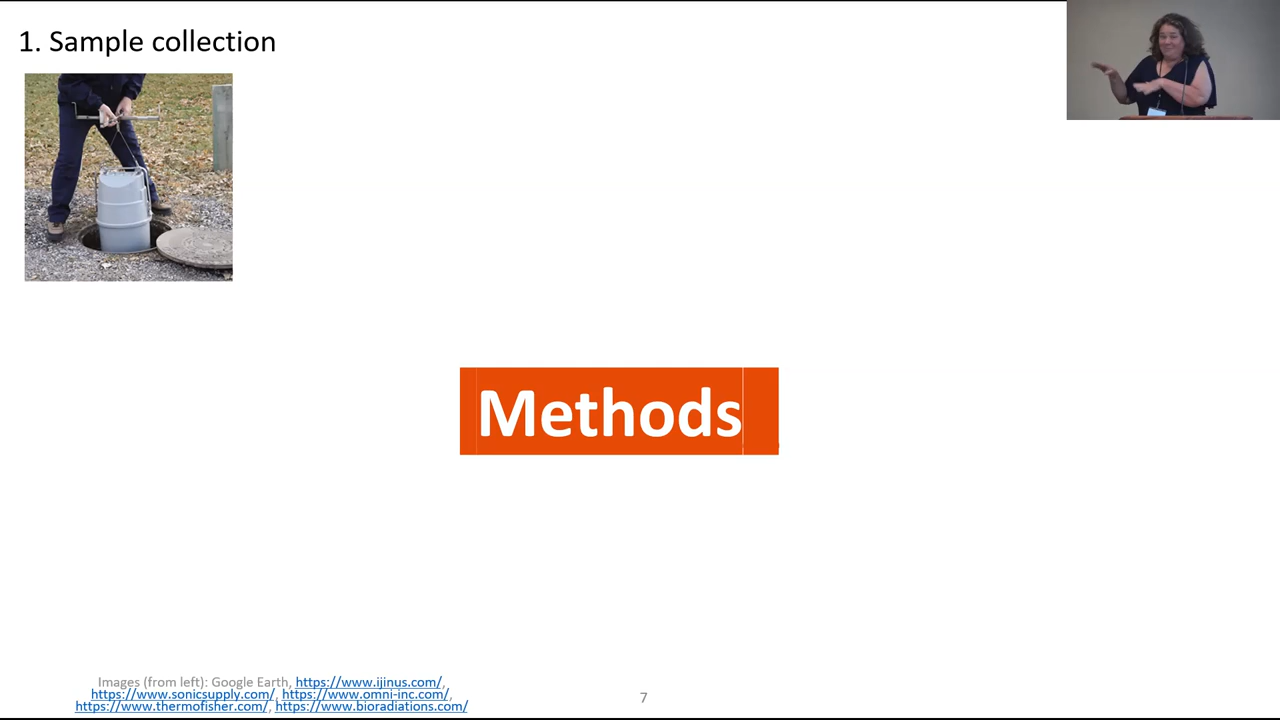 1. Sample collection
Methods
Images (from left): Google Earth, https://www.ijinus.com/,
https://www.sonicsupply.com/, https://www.omni-inc.com/,
https://www.thermofisher.com/, https://www.bioradiations.com/
7